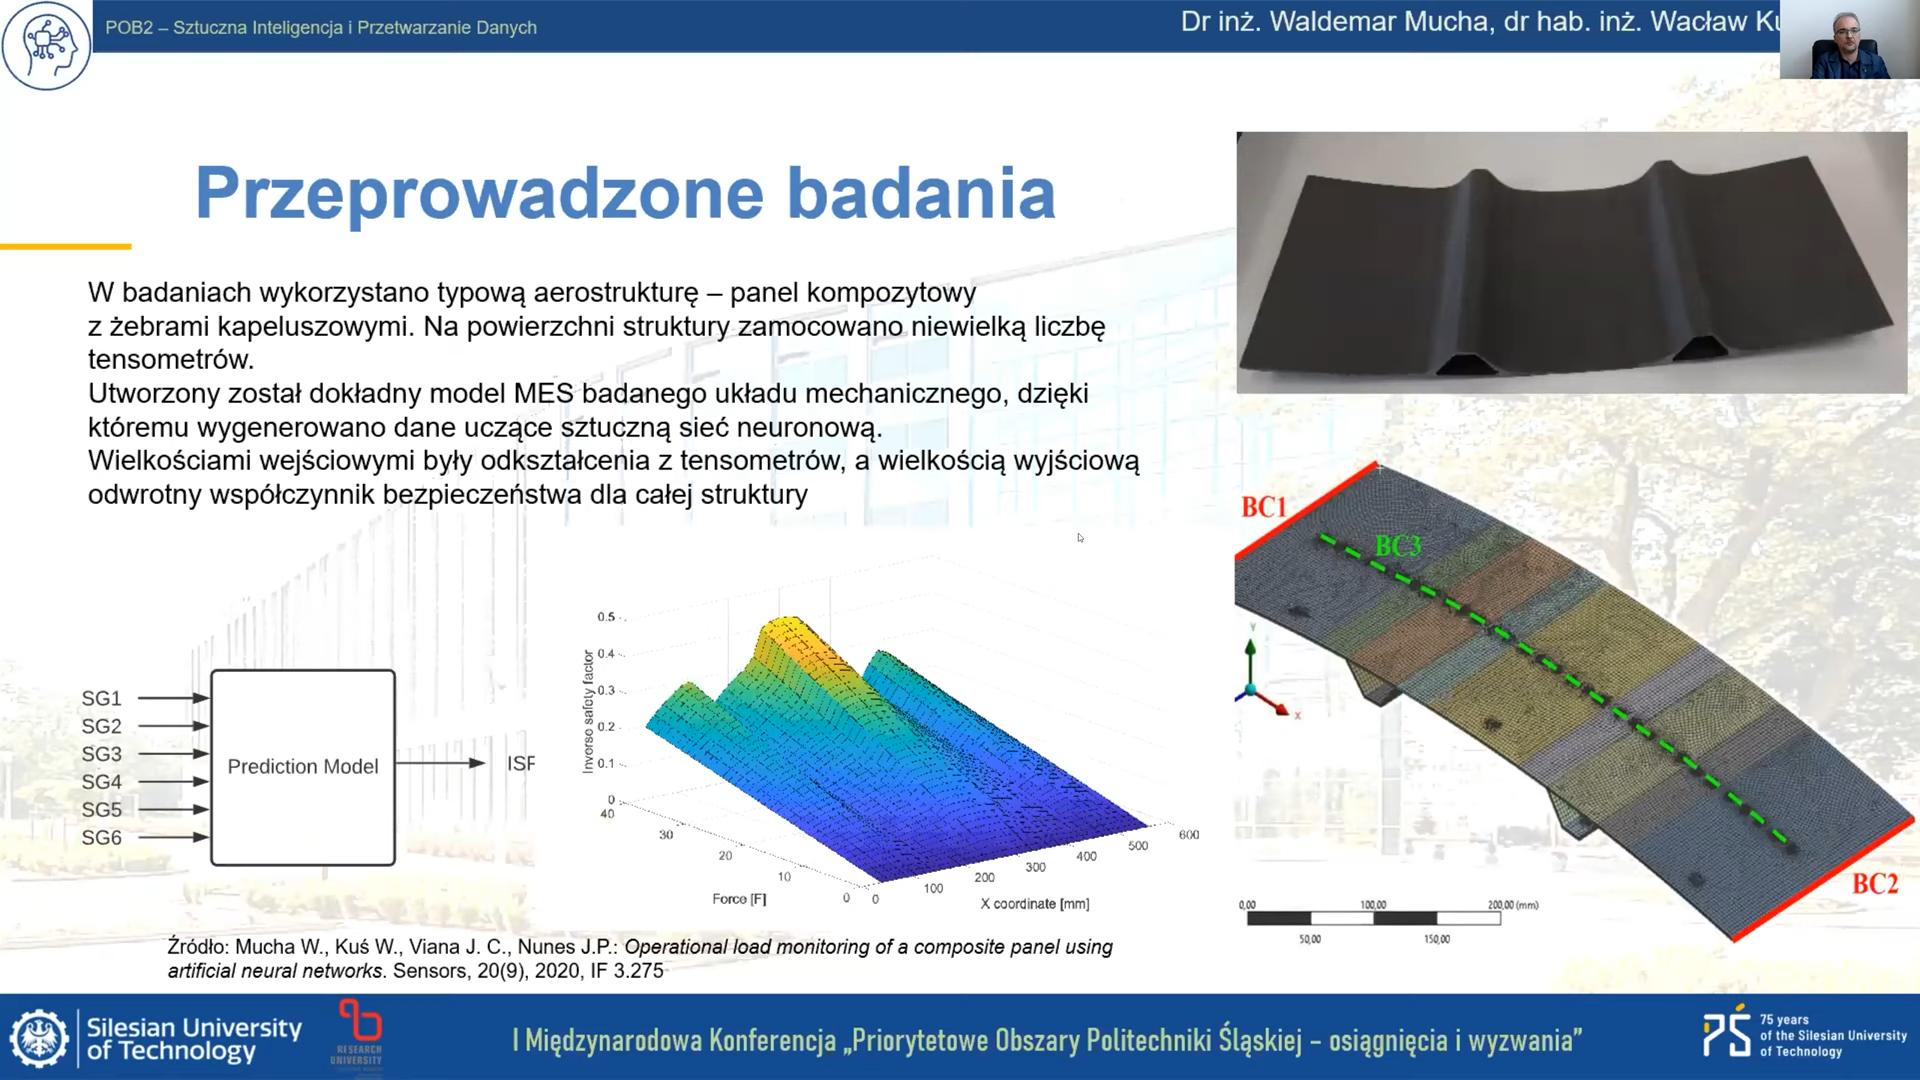 POB2 – Sztuczna Inteligencja i Przetwarzanie Danych
Dr inż. Waldemar Mucha, dr hab. inż. Wacław
Przeprowadzone badania
W badaniach wykorzystano typową aerostrukturę – panel kompozytowy
z żebrami kapeluszowymi. Na powierzchni struktury zamocowano niewielką liczbę
tensometrów.
Utworzony został dokładny model MES badanego układu mechanicznego, dzięki
któremu wygenerowano dane uczące sztuczną sieć neuronową.
Wielkościami wejściowymi były odkształcenia z tensometrów, a wielkością wyjściową
odwrotny współczynnik bezpieczeństwa dla całej struktury
SG1
SG2
SG3
SG4
SG5
SG6
Prediction Model
ISF
Inverse safety factor
0.5
0.4
0.3
0.2
0.1
0
40
30
20
10
0
Force [F]
0
100
200
300
400
500
600
X coordinate [mm]
BC1
BC3
BC2
Y
X
0,00
100,00
200,00 (mm)
50,00
150,00
Źródło: Mucha W., Kuś W., Viana J. C., Nunes J.P.: Operational load monitoring of a composite panel using
artificial neural networks. Sensors, 20(9), 2020, IF 3.275
Silesian University
of Technology
RESEARCH
UNIVERSITY
I Międzynarodowa Konferencja „Priorytetowe Obszary Politechniki Śląskiej – osiągnięcia i wyzwania”
PŚ
75 years
of the Silesian University
of Technology